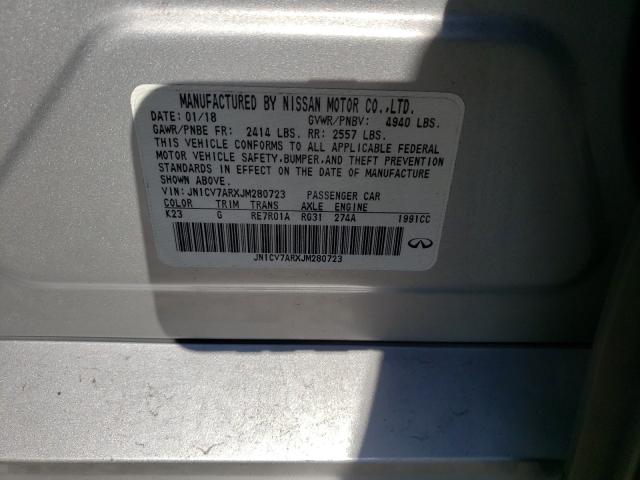 MANUFACTURED BY NISSAN MOTOR CO.,LTD.
DATE: 01/18 GVWR/PNBV: 4940 LBS.
GAWR/PNBE FR: 2414 LBS. RR: 2557 LBS.
THIS VEHICLE CONFORMS TO ALL APPLICABLE FEDERAL
MOTOR VEHICLE SAFETY,BUMPER,AND THEFT PREVENTION
STANDARDS IN EFFECT ON THE DATE OF MANUFACTURE
SHOWN ABOVE.
VIN: JN1CV7ARXJM280723 PASSENGER CAR
COLOR TRIM TRANS AXLE ENGINE
K23 G RE7R01A RG31 274A 1991CC
JN1CV7ARXJM280723